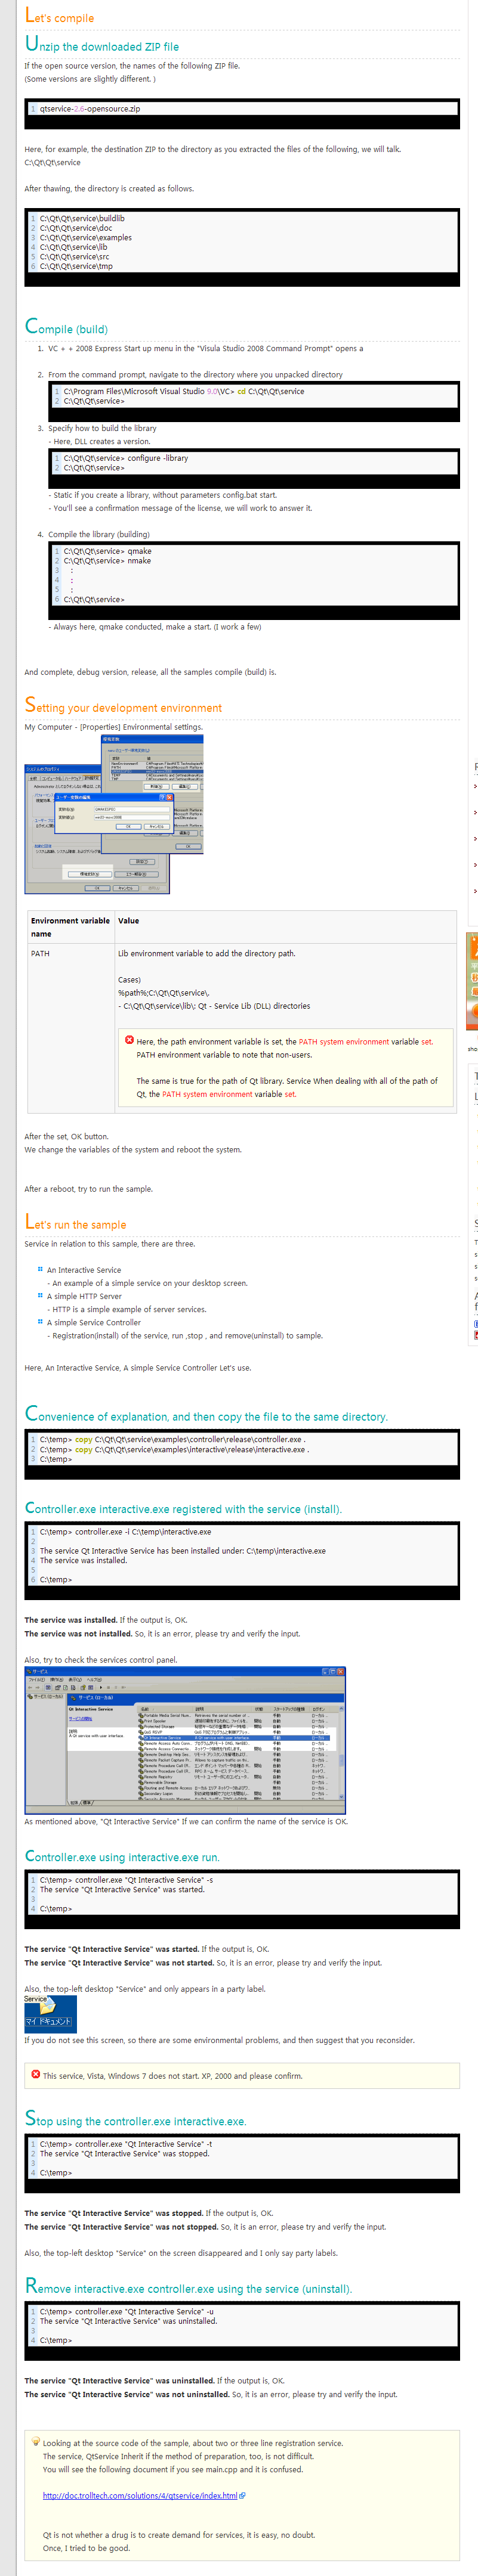 Let's compile
Unzip the downloaded ZIP file
If the open source version, the names of the following ZIP file.
(Some versions are slightly different. )
1 qtservice-2.6-opensource.zip
Here, for example, the destination ZIP to the directory as you extracted the files of the following, we will talk.
C:\Qt\Qt\service
After thawing, the directory is created as follows.
1 C:\Qt\Qt\service\buildlib
2 C:\Qt\Qt\service\doc
3 C:\Qt\Qt\service\examples
4 C:\Qt\Qt\service\lib
5 C:\Qt\Qt\service\src
6 C:\Qt\Qt\service\tmp
Compile (build)
1. VC + + 2008 Express Start up menu in the "Visula Studio 2008 Command Prompt" opens a
2. From the command prompt, navigate to the directory where you unpacked directory
1 C:\Program Files\Microsoft Visual Studio 9.0\VC> cd C:\Qt\Qt\service
2 C:\Qt\Qt\service>
3. Specify how to build the library
- Here, DLL creates a version.
1 C:\Qt\Qt\service> configure -library
2 C:\Qt\Qt\service>
- Static if you create a library, without parameters config.bat start.
- You'll see a confirmation message of the license, we will work to answer it.
4. Compile the library (building)
1 C:\Qt\Qt\service> qmake
2 C:\Qt\Qt\service> nmake
3 :
4 :
5 :
6 C:\Qt\Qt\service>
- Always here, qmake conducted, make a start. (I work a few)
And complete, debug version, release, all the samples compile (build) is.
Setting your development environment
My Computer - [Properties] Environmental settings.
Environment variable name
Value
PATH
Lib environment variable to add the directory path.
Cases)
%path%;C:\Qt\Qt\service\,
- C:\Qt\Qt\service\lib\: Qt - Service Lib (DLL) directories
Here, the path environment variable is set, the PATH system environment variable set.
PATH environment variable to note that non-users.
The same is true for the path of Qt library. Service When dealing with all of the path of
Qt, the PATH system environment variable set.
After the set, OK button.
We change the variables of the system and reboot the system.
After a reboot, try to run the sample.
Let's run the sample
Service in relation to this sample, there are three.
An Interactive Service
- An example of a simple service on your desktop screen.
A simple HTTP Server
- HTTP is a simple example of server services.
A simple Service Controller
- Registration(install) of the service, run ,stop , and remove(uninstall) to sample.
Here, An Interactive Service, A simple Service Controller Let's use.
Convenience of explanation, and then copy the file to the same directory.
1 C:\temp> copy C:\Qt\Qt\service\examples\controller\release\controller.exe .
2 C:\temp> copy C:\Qt\Qt\service\examples\interactive\release\interactive.exe .
3 C:\temp>
Controller.exe interactive.exe registered with the service (install).
1 C:\temp> controller.exe -i C:\temp\interactive.exe
2
3 The service Qt Interactive Service has been installed under: C:\temp\interactive.exe
4 The service was installed.
5
6 C:\temp>
The service was installed. If the output is, OK.
The service was not installed. So, it is an error, please try and verify the input.
Also, try to check the services control panel.
As mentioned above, "Qt Interactive Service" If we can confirm the name of the service is OK.
Controller.exe using interactive.exe run.
1 C:\temp> controller.exe "Qt Interactive Service" -s
2 The service "Qt Interactive Service" was started.
3
4 C:\temp>
The service "Qt Interactive Service" was started. If the output is, OK.
The service "Qt Interactive Service" was not started. So, it is an error, please try and verify the input.
Also, the top-left desktop "Service" and only appears in a party label.
Service
マイ ドキュメント
If you do not see this screen, so there are some environmental problems, and then suggest that you reconsider.
This service, Vista, Windows 7 does not start. XP, 2000 and please confirm.
Stop using the controller.exe interactive.exe.
1 C:\temp> controller.exe "Qt Interactive Service" -t
2 The service "Qt Interactive Service" was stopped.
3
4 C:\temp>
The service "Qt Interactive Service" was stopped. If the output is, OK.
The service "Qt Interactive Service" was not stopped. So, it is an error, please try and verify the input.
Also, the top-left desktop "Service" on the screen disappeared and I only say party labels.
Remove interactive.exe controller.exe using the service (uninstall).
1 C:\temp> controller.exe "Qt Interactive Service" -u
2 The service "Qt Interactive Service" was uninstalled.
3
4 C:\temp>
The service "Qt Interactive Service" was uninstalled. If the output is, OK.
The service "Qt Interactive Service" was not uninstalled. So, it is an error, please try and verify the input.
Looking at the source code of the sample, about two or three line registration service.
The service, QtService Inherit if the method of preparation, too, is not difficult.
You will see the following document if you see main.cpp and it is confused.
http://doc.trolltech.com/solutions/4/qtservice/index.html
Qt is not whether a drug is to create demand for services, it is easy, no doubt.
Once, I tried to be good.